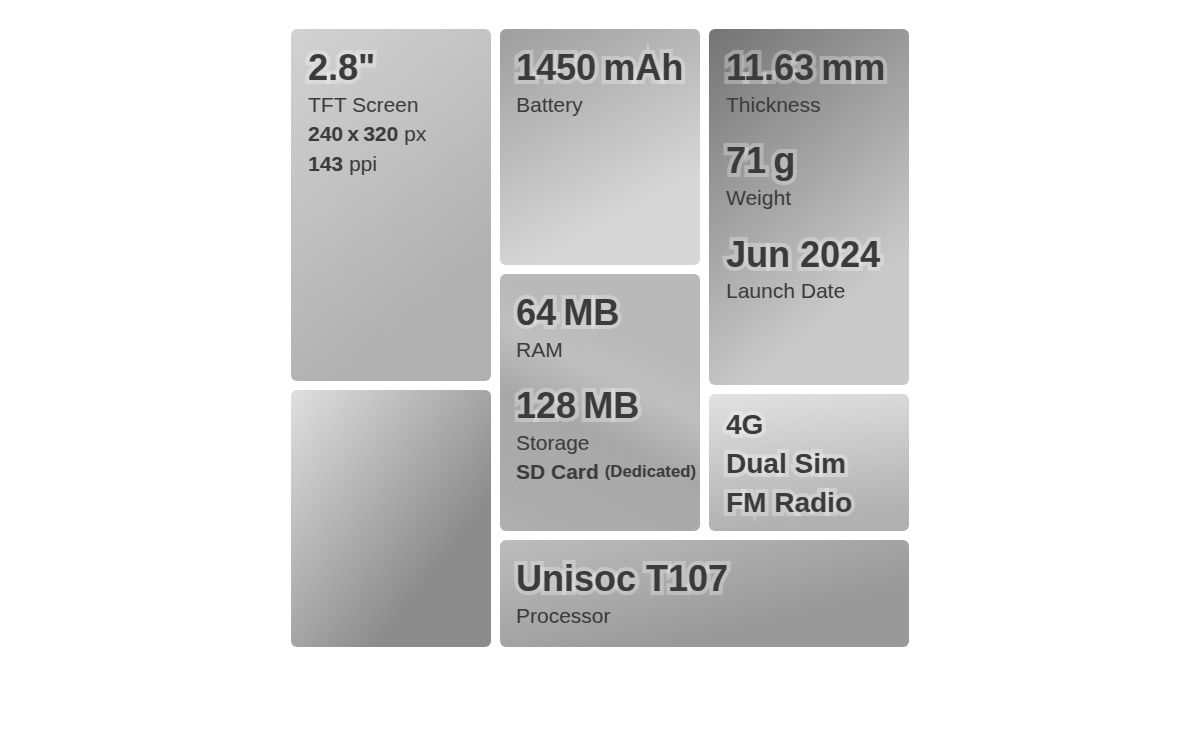 2.8"
TFT Screen
240 x 320 px
143 ppi
1450 mAh
Battery
64 MB
RAM
128 MB
Storage
SD Card (Dedicated)
11.63 mm
Thickness
71 g
Weight
Jun 2024
Launch Date
4G
Dual Sim
FM Radio
Unisoc T107
Processor